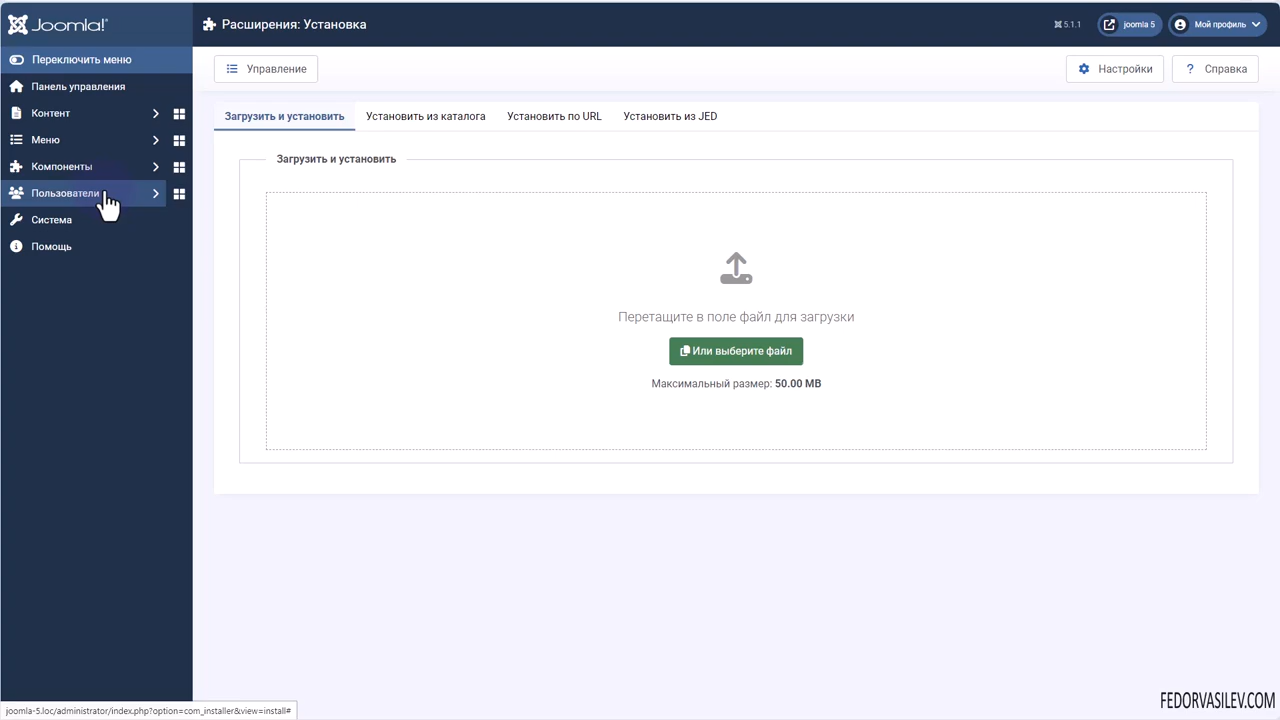 Joomla!
Расширения: Установка
5.1.1
joomla 5
Мой профиль
Переключить меню
Панель управления
Контент
Меню
Компоненты
Пользователи
Система
Помощь
Управление
Настройки
? Справка
Загрузить и установить
Установить из каталога
Установить по URL
Установить из JED
Загрузить и установить
Перетащите в поле файл для загрузки
Или выберите файл
Максимальный размер: 50.00 MB
joomla-5.loc/administrator/index.php?option=com_installer&view=install#
FEDORVASILEV.COM